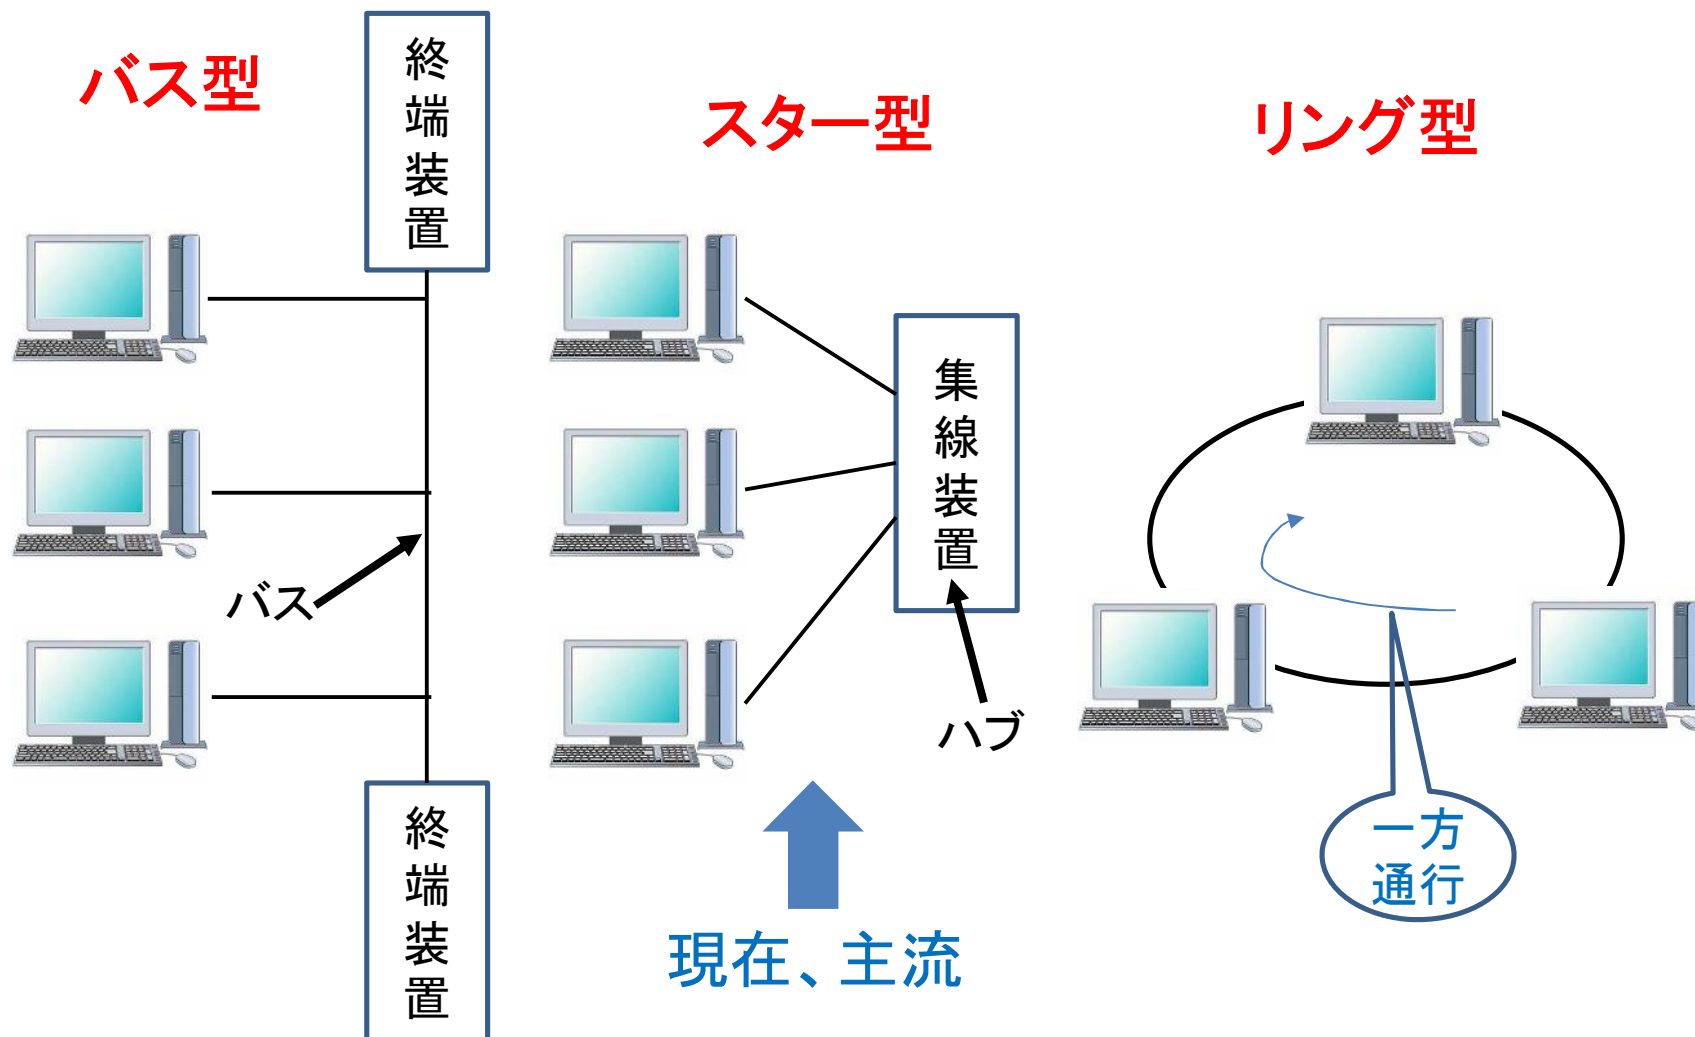 バス型
終端装置
バス
終端装置
スター型
集線装置
ハブ
現在、主流
リング型
一方
通行